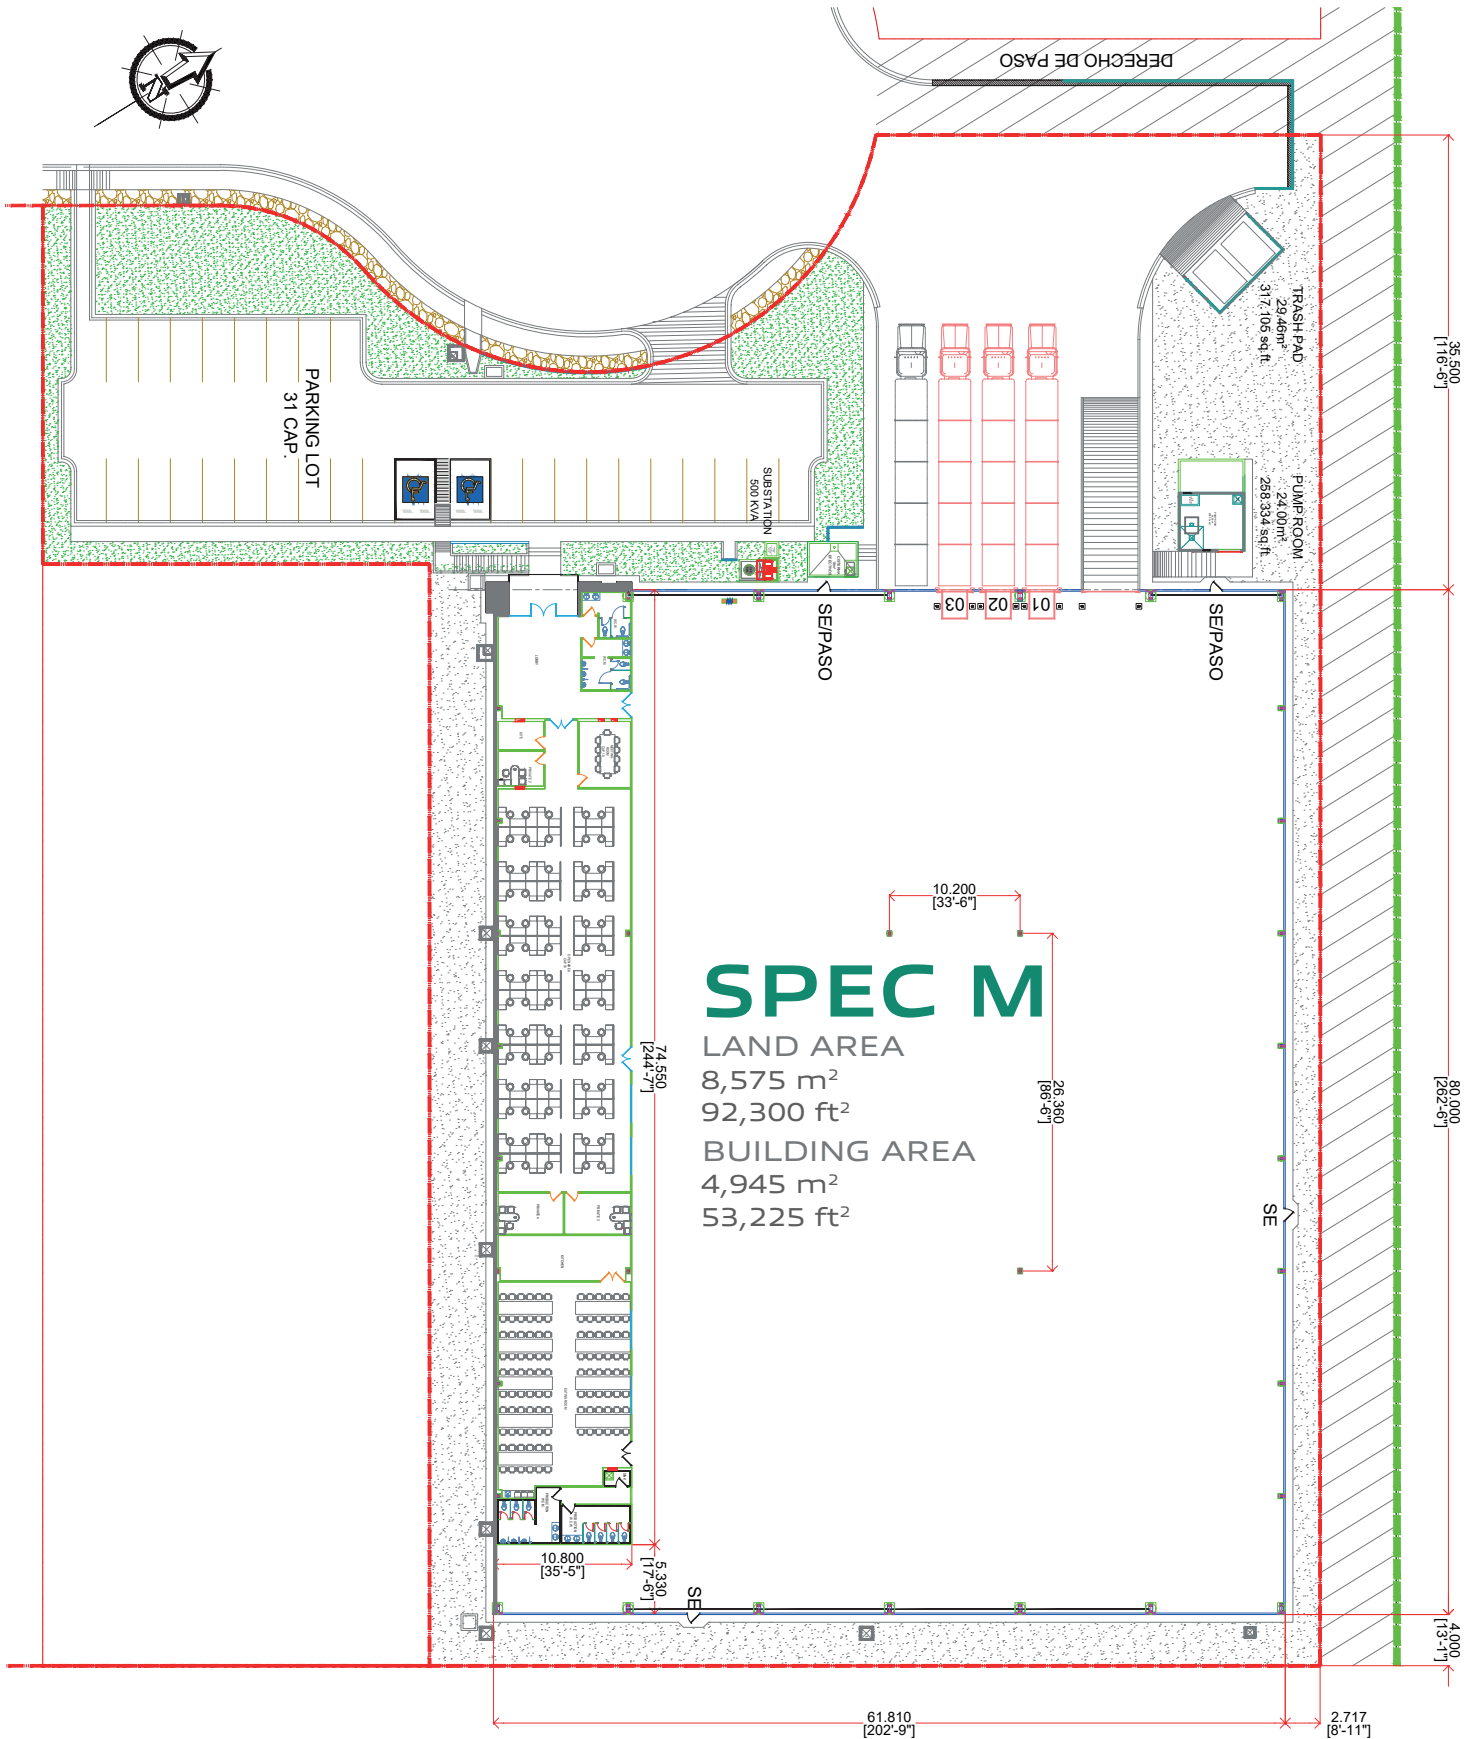 DERECHO DE PASO
N
TRASH PAD
29.46m²
317.105 sq.ft.
35.500
[116'-6"]
PARKING LOT
31 CAP.
SUBSTATION
500 KVA
PUMP ROOM
24.00m²
258.334 sq.ft.
03
02
01
SE/PASO
SE/PASO
LOBBY
10.200
[33'-6"]
SPEC M
LAND AREA
8,575 m²
92,300 ft²
BUILDING AREA
4,945 m²
53,225 ft²
74.550
[244'-7"]
26.360
[86'-6"]
80.000
[262'-6"]
SE
KITCHEN
10.800
[35'-5"]
5.330
[17'-6"]
SE
4.000
[13'-1"]
61.810
[202'-9"]
2.717
[8'-11"]